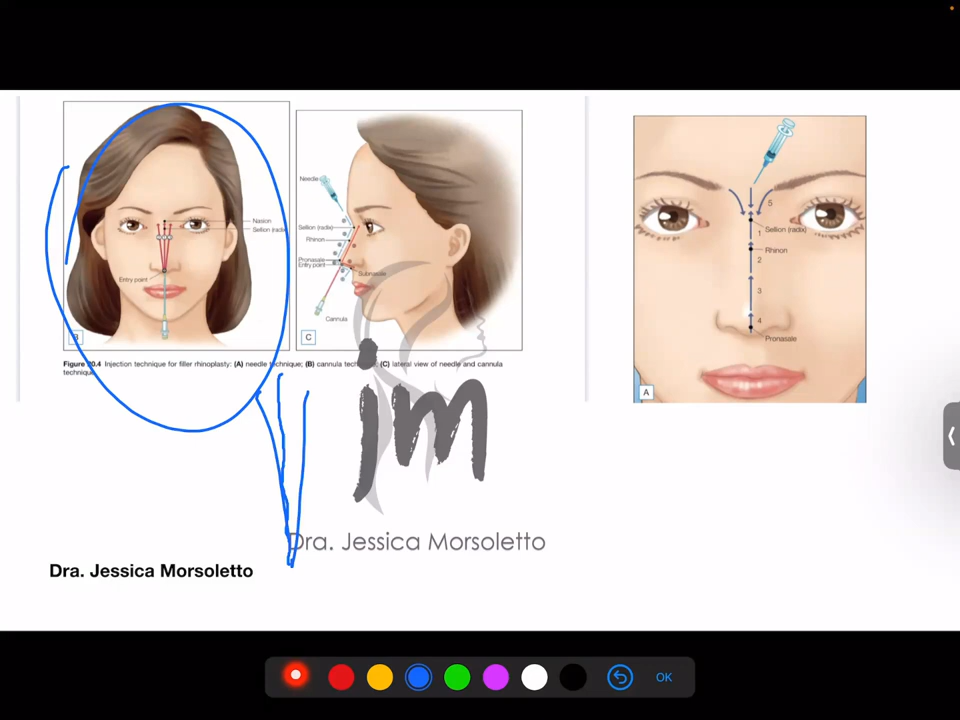 Nasion
Sellion (radix
Entry point
B
Needle
Sellion (radix)
Rhinon
Pronasale
Entry point
Subnasale
Cannula
C
Figure 20.4 Injection technique for filler rhinoplasty: (A) needle technique; (B) cannula technique; (C) lateral view of needle and cannula
technique.
5
Sellion (radix)
1
Rhinon
2
3
4
Pronasale
A
jm
Dra. Jessica Morsoletto
Dra. Jessica Morsoletto
OK